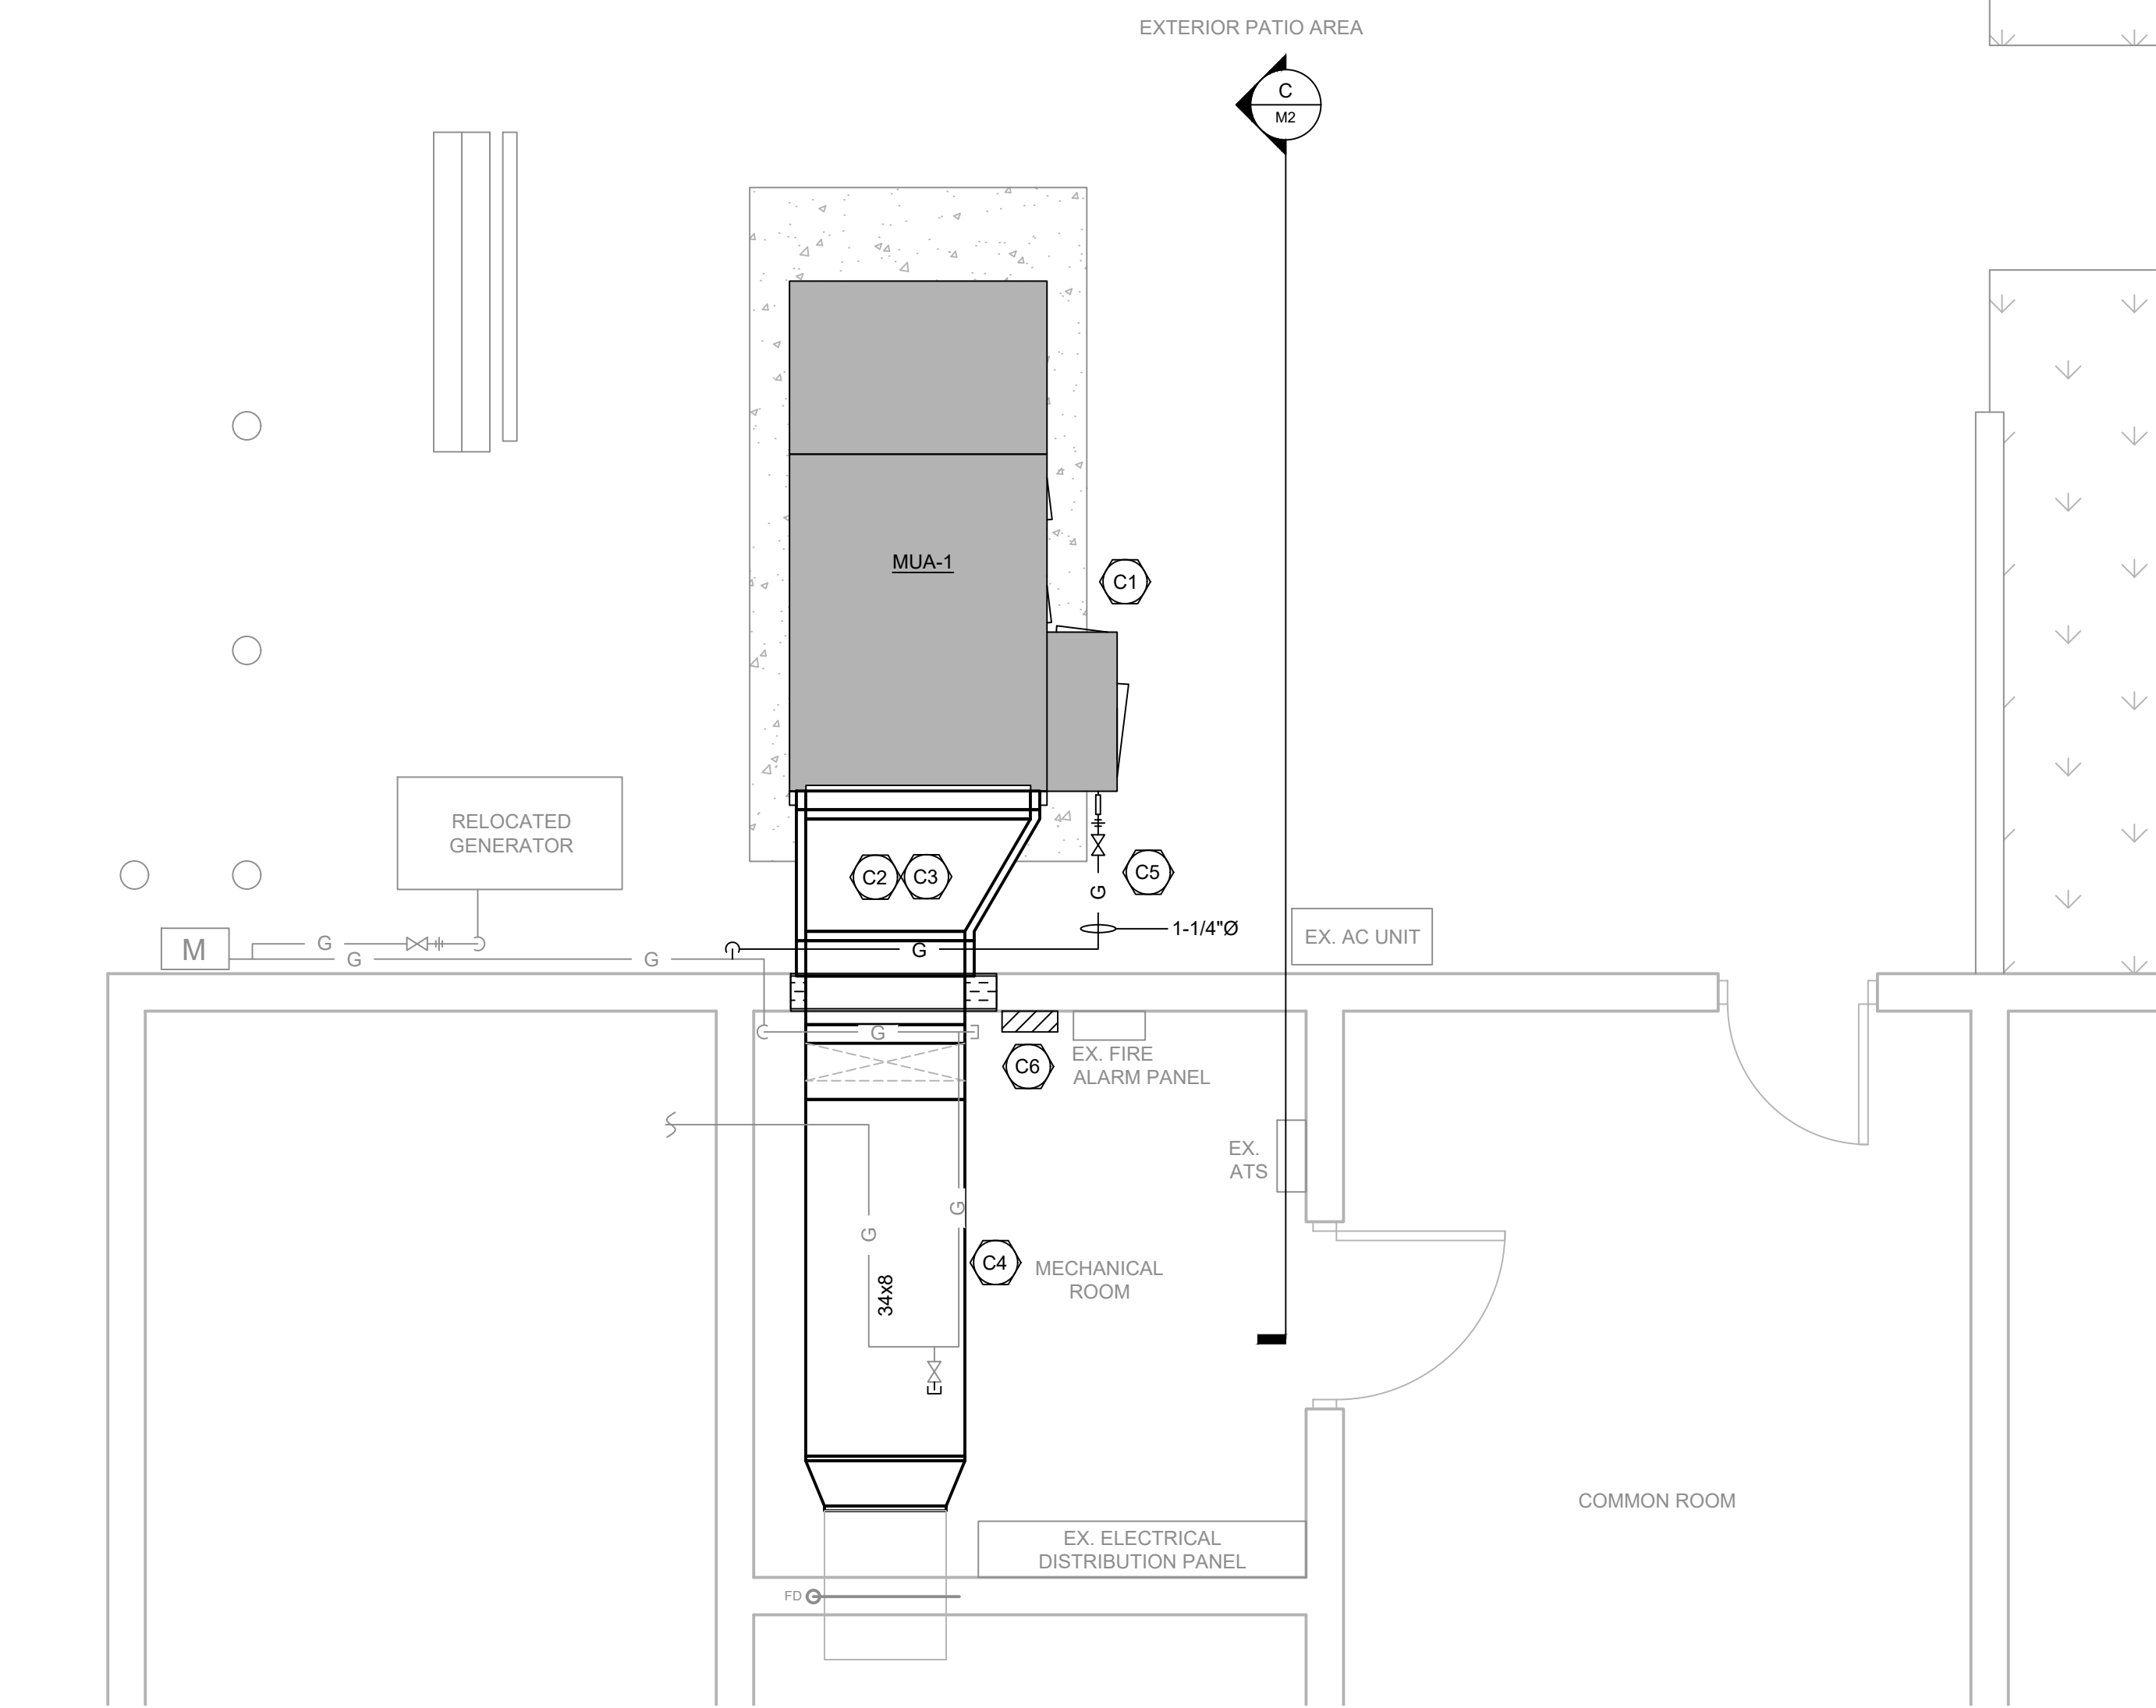 EXTERIOR PATIO AREA
C
M2
MUA-1
C1
RELOCATED
GENERATOR
C2
C3
C5
G
1-1/4"Ø
EX. AC UNIT
M
G
G
G
G
G
EX. FIRE
ALARM PANEL
C6
EX.
ATS
G
G
C4
MECHANICAL
ROOM
34x8
COMMON ROOM
EX. ELECTRICAL
DISTRIBUTION PANEL
FD